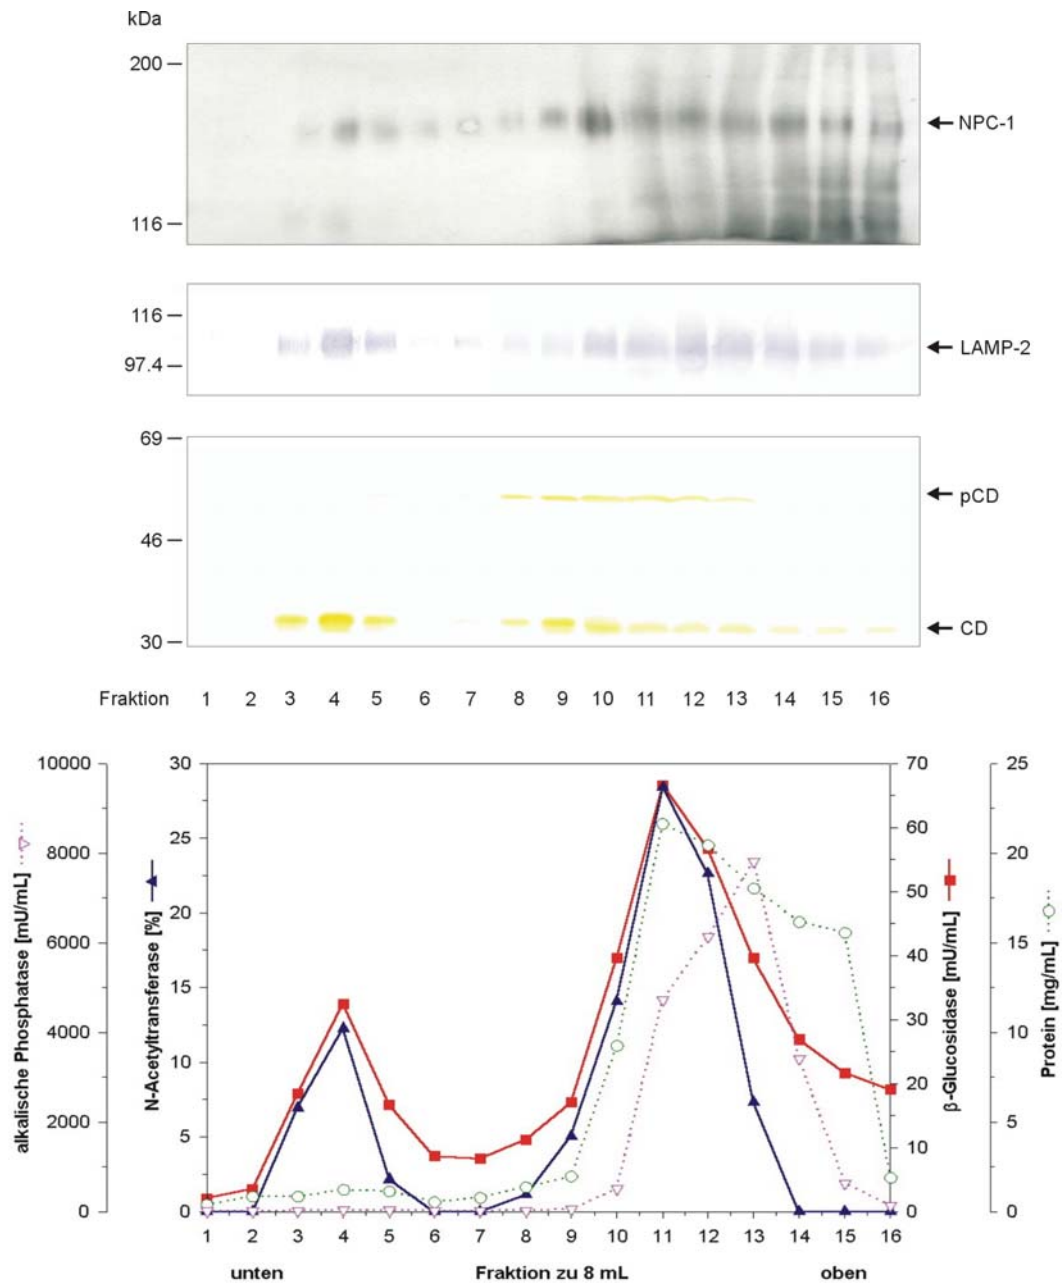 kDa
200
NPC-1
116
116
LAMP-2
97.4
69
pCD
46
30
CD
Fraktion 1 2 3 4 5 6 7 8 9 10 11 12 13 14 15 16
10000 30 70 25
8000 25 60 20
6000 20 50 15
4000 15 40 10
2000 10 30 5
0 5 20 0
0 10
0
alkalische Phosphatase [mU/mL]
N-Acetyltransferase [%]
β-Glucosidase [mU/mL]
Protein [mg/mL]
1 2 3 4 5 6 7 8 9 10 11 12 13 14 15 16
unten Fraktion zu 8 mL oben